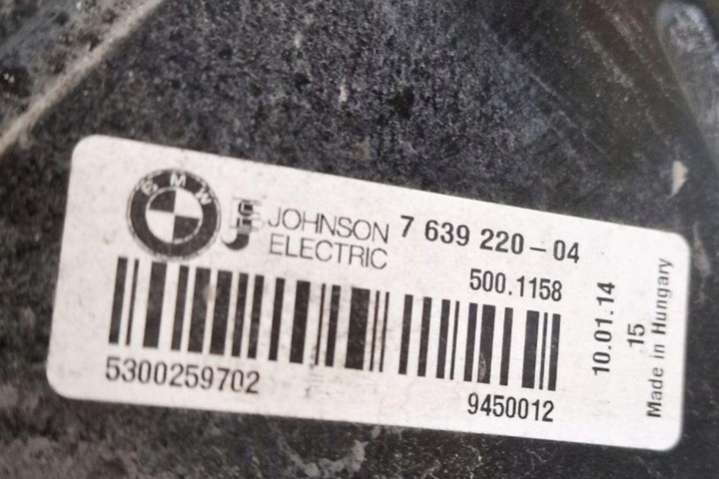 BMW
JOHNSON ELECTRIC
7 639 220-04
500.1158
5300259702
9450012
10.01.14
15
Made in Hungary